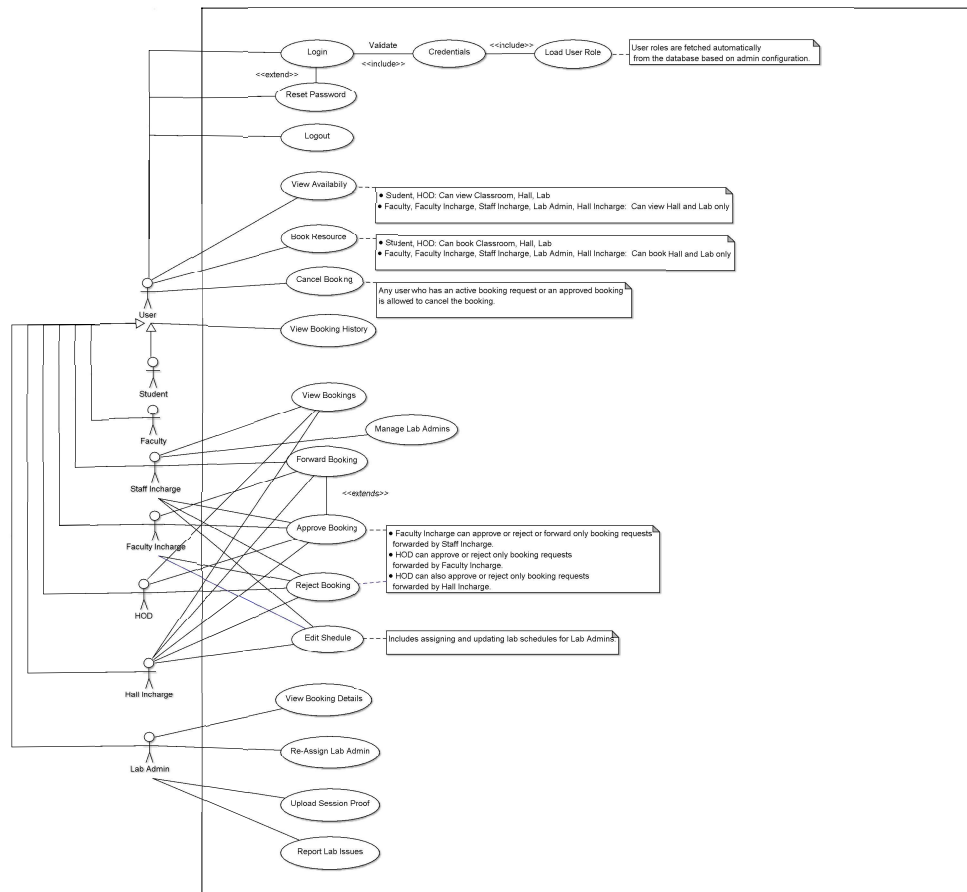 Login
Validate
<<include>>
Credentials
<<include>>
Load User Role
User roles are fetched automatically
from the database based on admin configuration.
<<extend>>
Reset Password
Logout
View Availabily
● Sudent, HOD: Can view Classroom, Hall, Lab
● Faculty, Faculty Incharge, Staff Incharge, Lab Admin, Hall Incharge: Can view Hall and Lab only
Book Resource
● Student, HOD: Can book Classroom, Hall, Lab
● Faculty, Faculty Incharge, Staff Incharge, Lab Admin, Hall Incharge: Can book Hall and Lab only
Cancel Bookng
Any user who has an active booking request or an approved booking
is allowed to cancel the booking.
User
View Booking History
Student
View Bookings
Faculty
Manage Lab Admins
Staff Incharge
Forward Booking
<<extends>>
Faculty Incharge
Approve Booking
● Faculty Incharge can approve or reject or forward only booking requests
forwarded by Staff Incharge.
● HOD can approve or reject only booking requests
forwarded by Faculty Incharge.
● HOD can also approve or reject only booking requests
forwarded by Hall Incharge.
Reject Booking
HOD
Edit Shedule
Includes assigning and updating lab schedules for Lab Admins.
Hall Incharge
View Booking Details
Lab Admin
Re-Assign Lab Admin
Upload Session Proof
Report Lab Issues